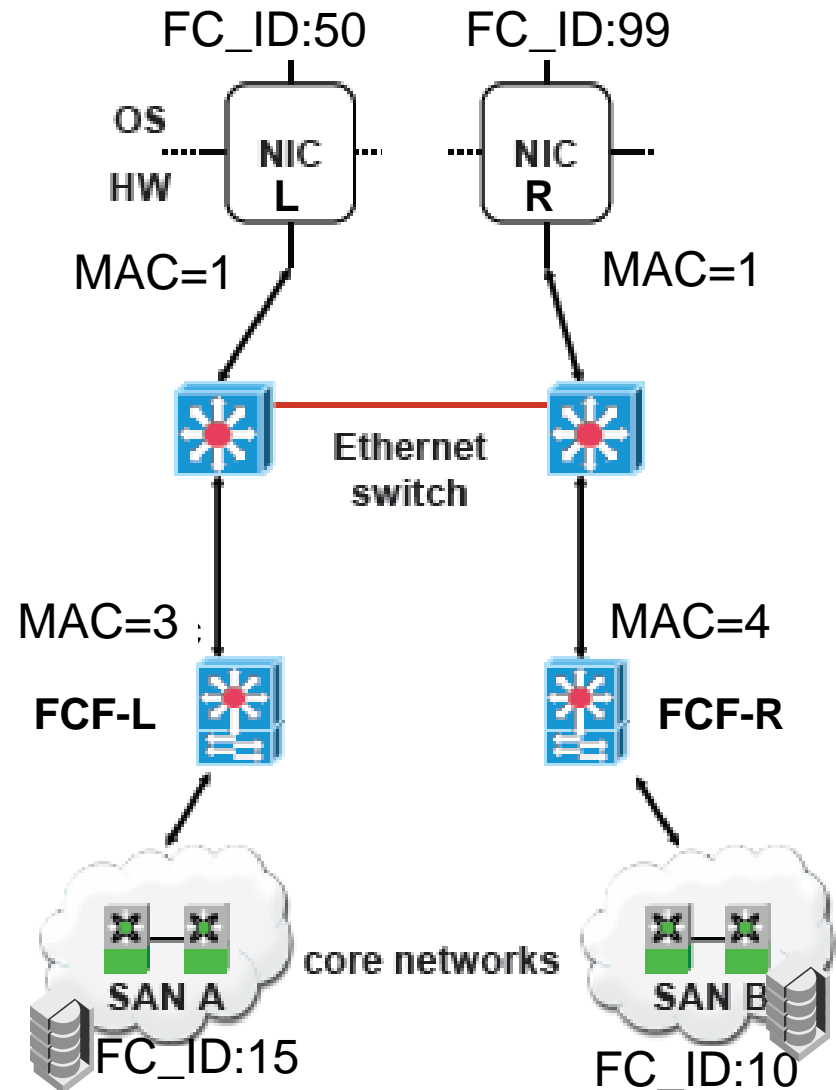 FC_ID:50
FC_ID:99
OS
HW
NIC
L
NIC
R
MAC=1
MAC=1
Ethernet
switch
MAC=3 :
MAC=4
FCF-L
FCF-R
core networks
SAN A
SAN B
FC_ID:15
FC_ID:10